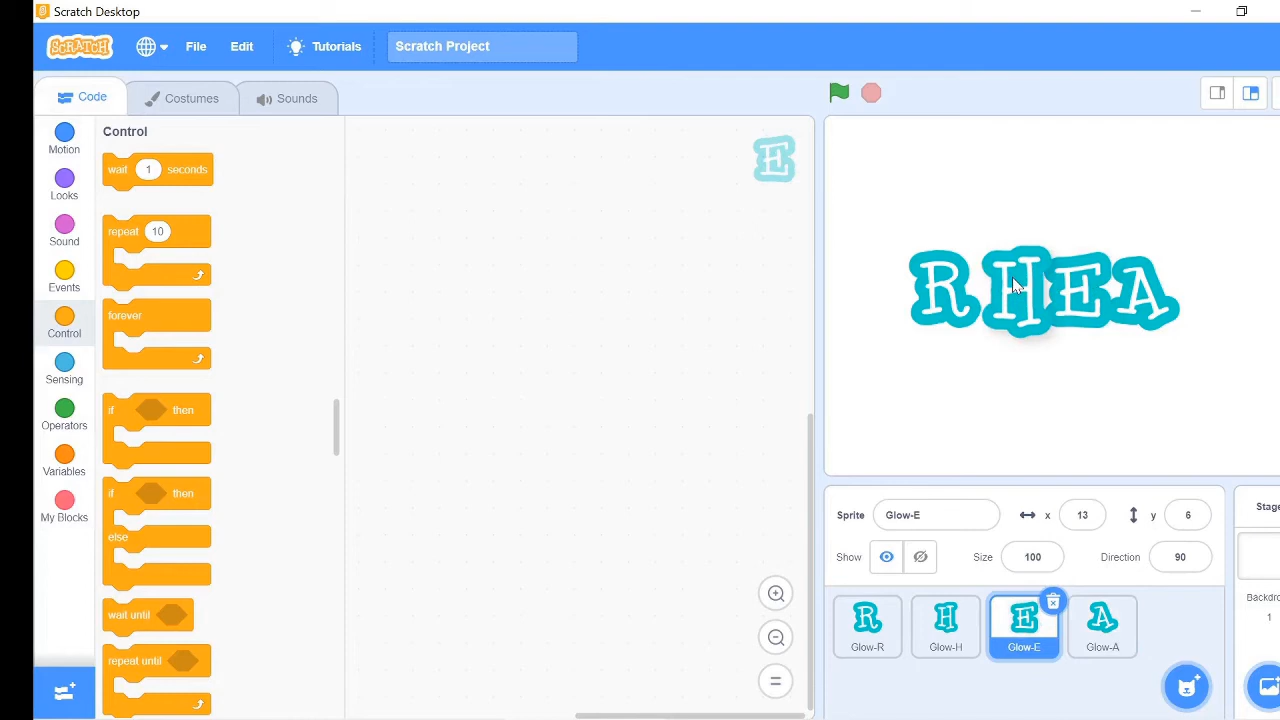 Scratch Desktop
SCRATCH
File
Edit
Tutorials
Scratch Project
Code
Costumes
Sounds
Motion
Looks
Sound
Events
Control
Sensing
Operators
Variables
My Blocks
Control
wait 1 seconds
repeat 10
forever
if then
if then
else
wait until
repeat until
E
R H E A
Sprite Glow-E x 13 y 6
Show Size 100 Direction 90
R H E A
Glow-R Glow-H Glow-E Glow-A
Stage
1